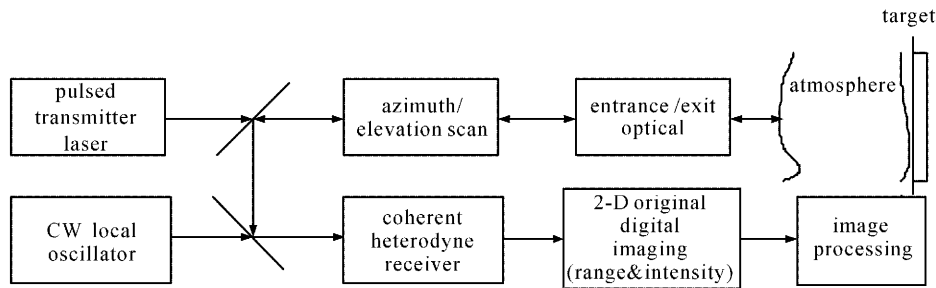 target
pulsed
transmitter
laser
azimuth/
elevation scan
entrance /exit
optical
atmosphere
CW local
oscillator
coherent
heterodyne
receiver
2-D original
digital
imaging
(range&intensity)
image
processing